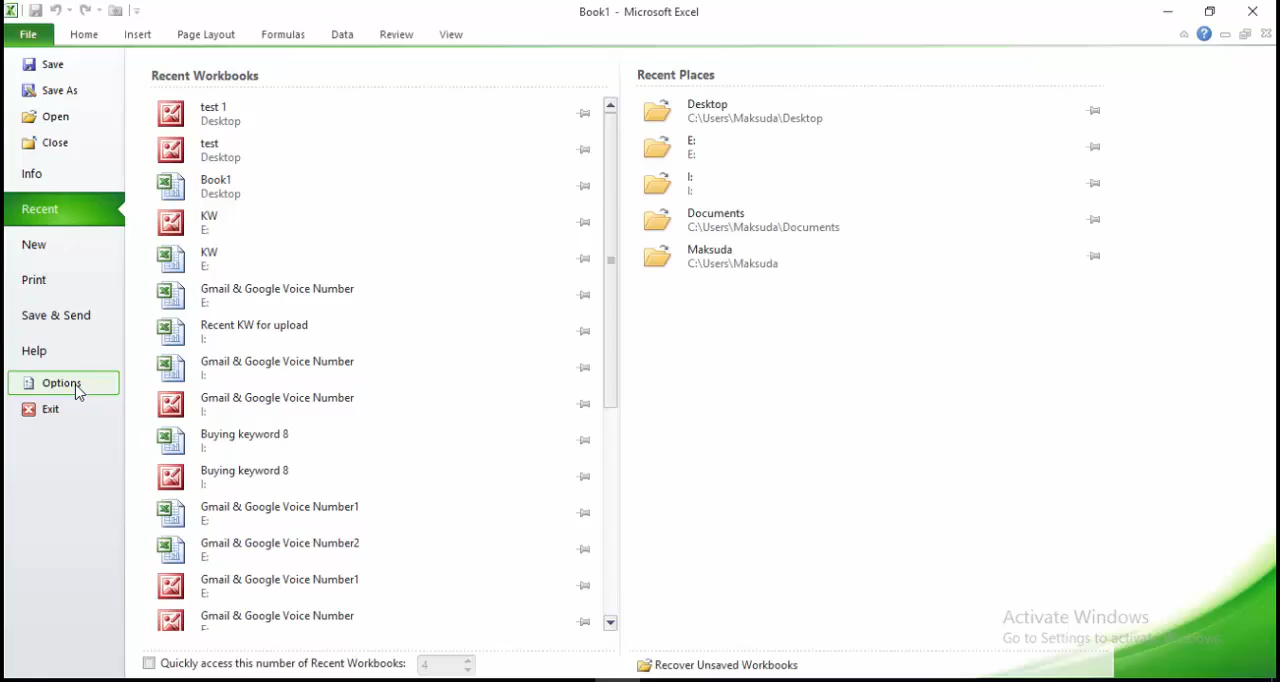 Book1 - Microsoft Excel
File Home Insert Page Layout Formulas Data Review View
Save
Save As
Open
Close
Info
Recent
New
Print
Save & Send
Help
Options
Exit
Recent Workbooks
test 1
Desktop
test
Desktop
Book1
Desktop
KW
E:
KW
E:
Gmail & Google Voice Number
E:
Recent KW for upload
I:
Gmail & Google Voice Number
I:
Gmail & Google Voice Number
I:
Buying keyword 8
I:
Buying keyword 8
I:
Gmail & Google Voice Number1
E:
Gmail & Google Voice Number2
E:
Gmail & Google Voice Number1
E:
Gmail & Google Voice Number
Quickly access this number of Recent Workbooks: 4
Recent Places
Desktop
C:\Users\Maksuda\Desktop
E:
E:
I:
I:
Documents
C:\Users\Maksuda\Documents
Maksuda
C:\Users\Maksuda
Recover Unsaved Workbooks
Activate Windows
Go to Settings to activate Windows.